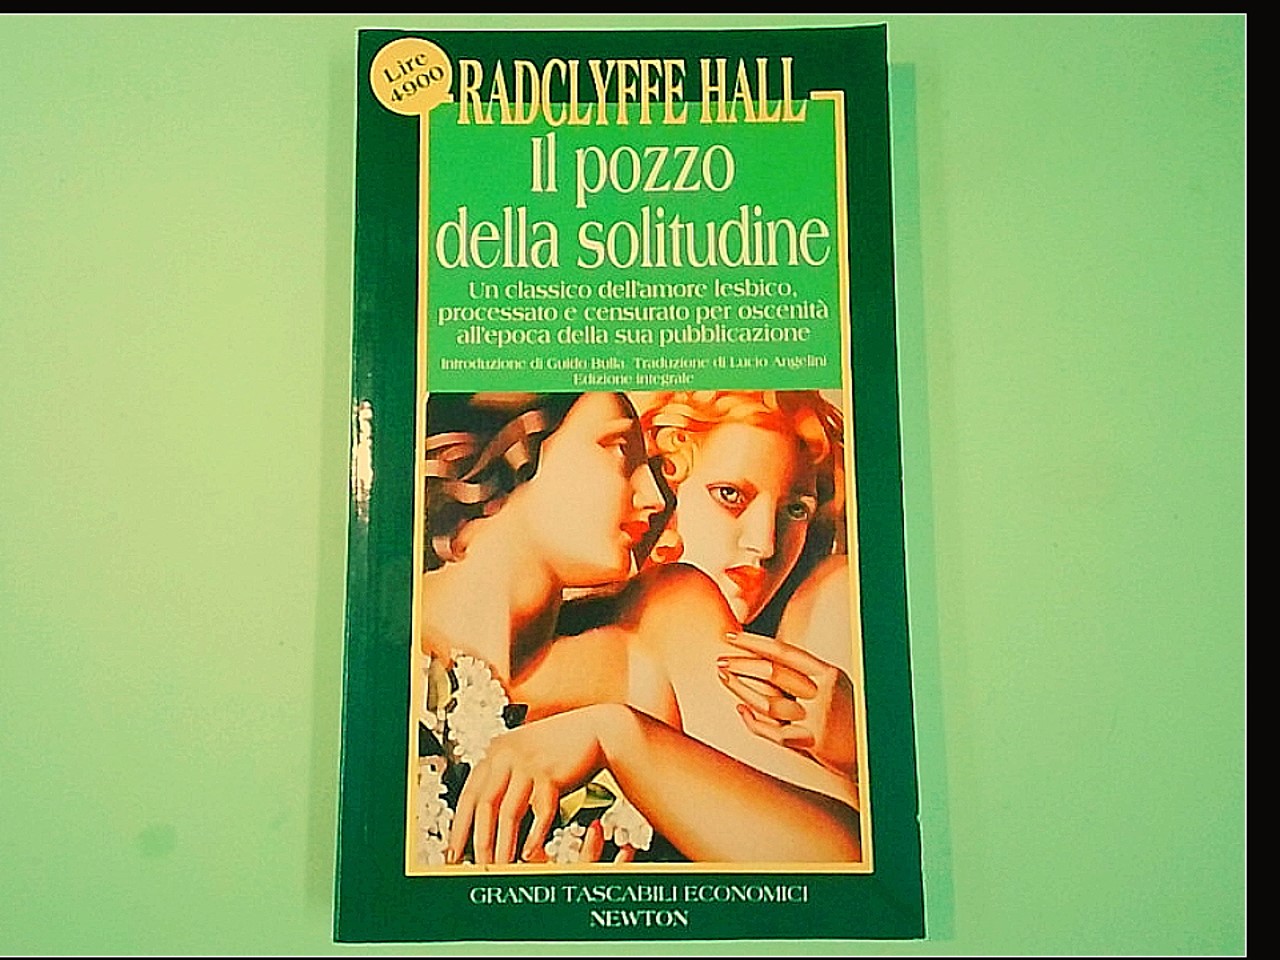 Lire
4900
RADCLYFFE HALL
Il pozzo
della solitudine
Un classico dell'amore lesbico,
processato e censurato per oscenità
all'epoca della sua pubblicazione
Introduzione di Guido Bulla. Traduzione di Lucio Angelini
Edizione integrale
GRANDI TASCABILI ECONOMICI
NEWTON